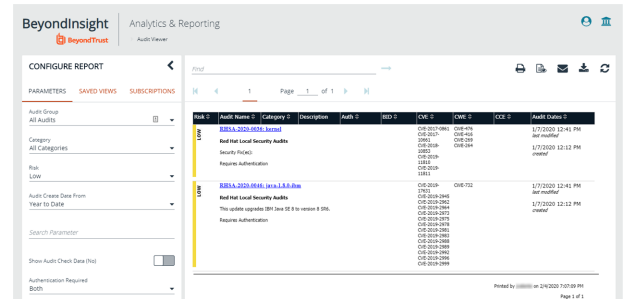 BeyondInsight
BeyondTrust
Analytics & Reporting
Audit Viewer
CONFIGURE REPORT
PARAMETERS SAVED VIEWS SUBSCRIPTIONS
Audit Group
All Audits
Category
All Categories
Risk
Low
Audit Create Date From
Year to Date
Search Parameter
Show Audit Check Data (No)
Authentication Required
Both
Find
1 Page 1 of 1
Risk Audit Name Category Description Auth BID CVE CWE CCE Audit Dates
LOW
RHSA-2020-0036: kernel
Red Hat Local Security Audits
Security Fix(es):
Requires Authentication
CVE-2017-0861
CVE-2017-
10661
CVE-2018-
10853
CVE-2019-
11810
CVE-2019-
11811
CWE-476
CWE-416
CWE-269
CWE-264
1/7/2020 12:41 PM
last modified
1/7/2020 12:12 PM
created
LOW
RHSA-2020-0046: java-1.8.0-ibm
Red Hat Local Security Audits
This update upgrades IBM Java SE 8 to version 8 SR6.
Requires Authentication
CVE-2019-
17631
CVE-2019-2945
CVE-2019-2962
CVE-2019-2964
CVE-2019-2973
CVE-2019-2975
CVE-2019-2978
CVE-2019-2981
CVE-2019-2983
CVE-2019-2988
CVE-2019-2989
CVE-2019-2992
CVE-2019-2996
CVE-2019-2999
CWE-732
1/7/2020 12:41 PM
last modified
1/7/2020 12:12 PM
created
Printed by on 2/4/2020 7:07:09 PM
Page 1 of 1